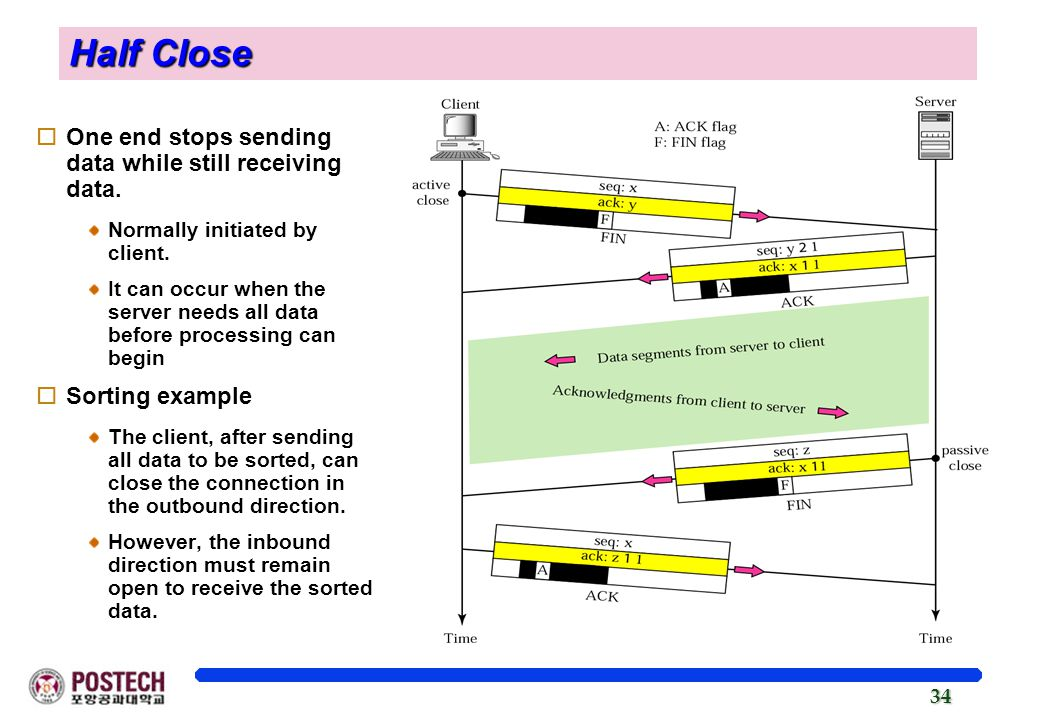 Half Close
One end stops sending
data while still receiving
data.
Normally initiated by
client.
It can occur when the
server needs all data
before processing can
begin
Sorting example
The client, after sending
all data to be sorted, can
close the connection in
the outbound direction.
However, the inbound
direction must remain
open to receive the sorted
data.
Client
Server
A: ACK flag
F: FIN flag
active
close
seq: x
ack: y
F
FIN
seq: y 2 1
ack: x 1 1
A
ACK
Data segments from server to client
Acknowledgments from client to server
seq: z
ack: x 1 1
F
FIN
passive
close
seq: x
ack: z 1 1
A
ACK
Time
Time
POSTECH
포항공과대학교
34